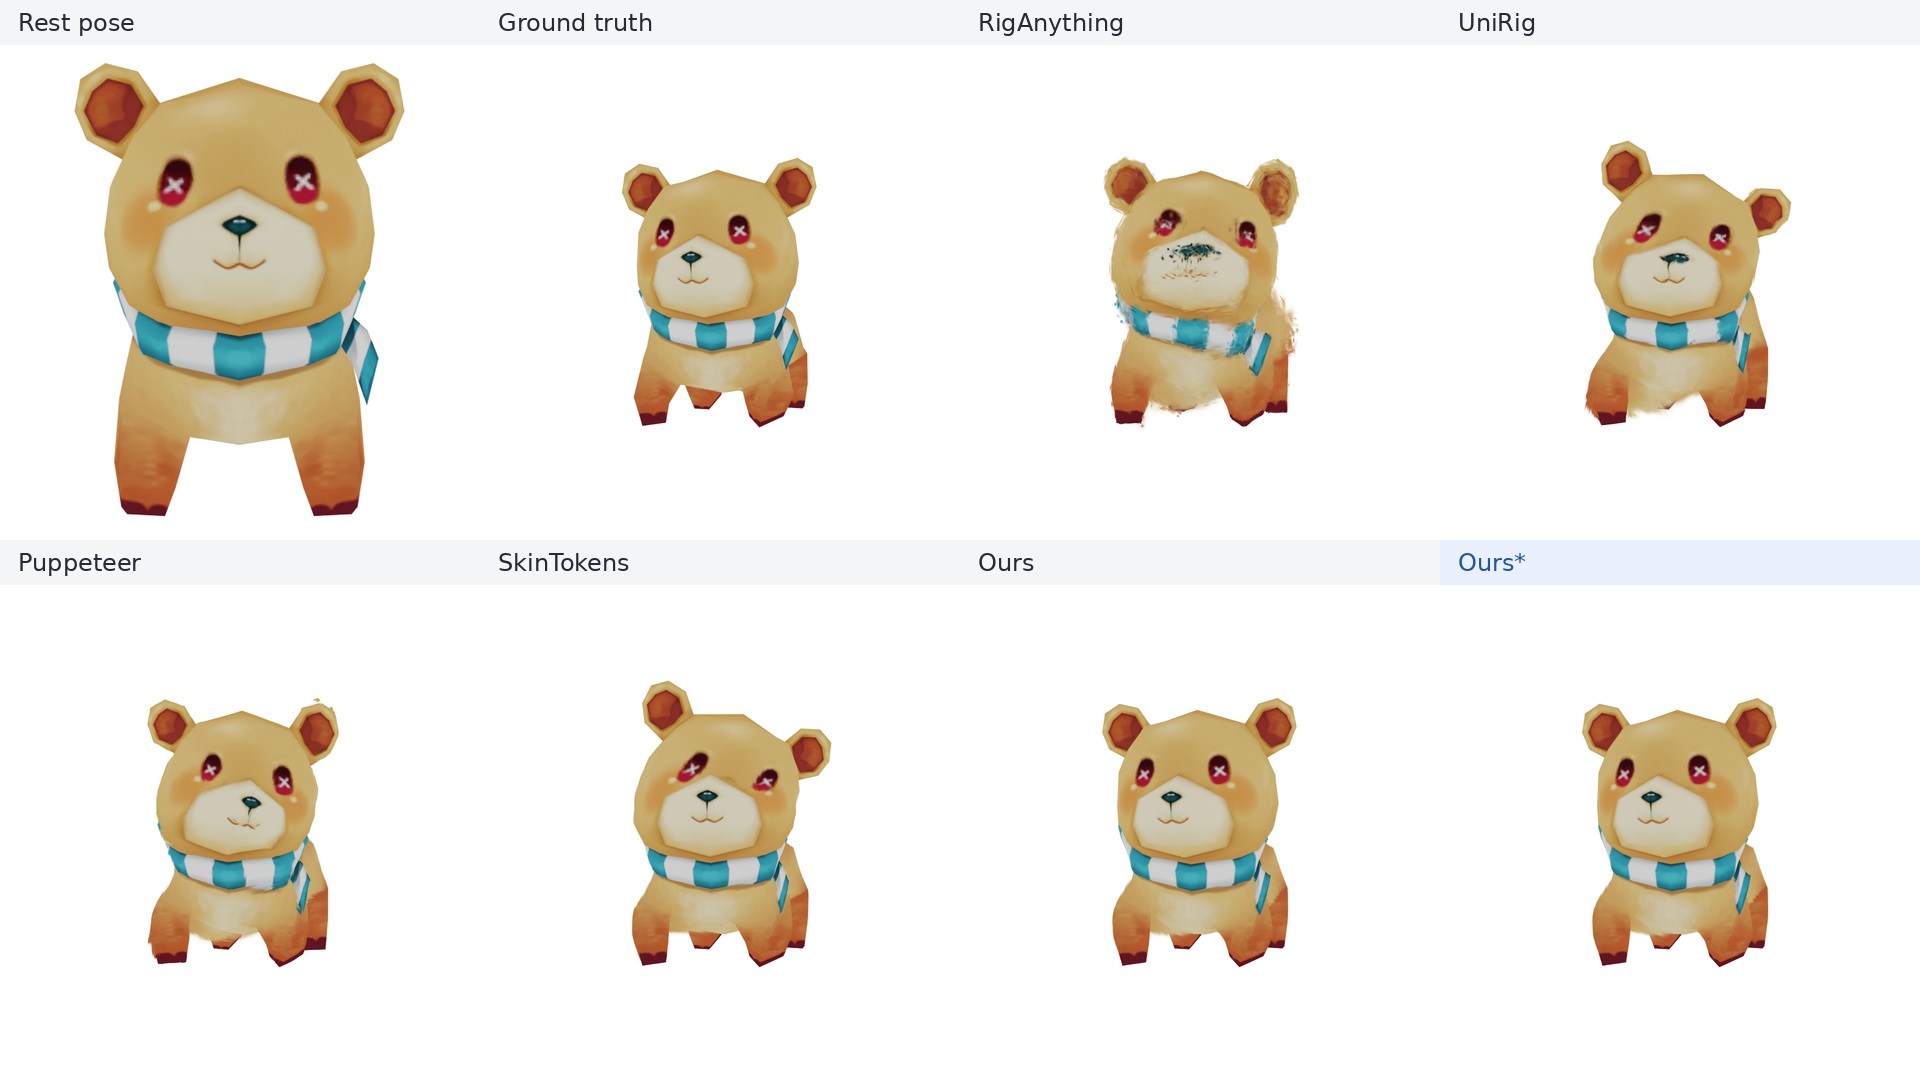 Rest pose
Ground truth
RigAnything
UniRig
Puppeteer
SkinTokens
Ours
Ours*